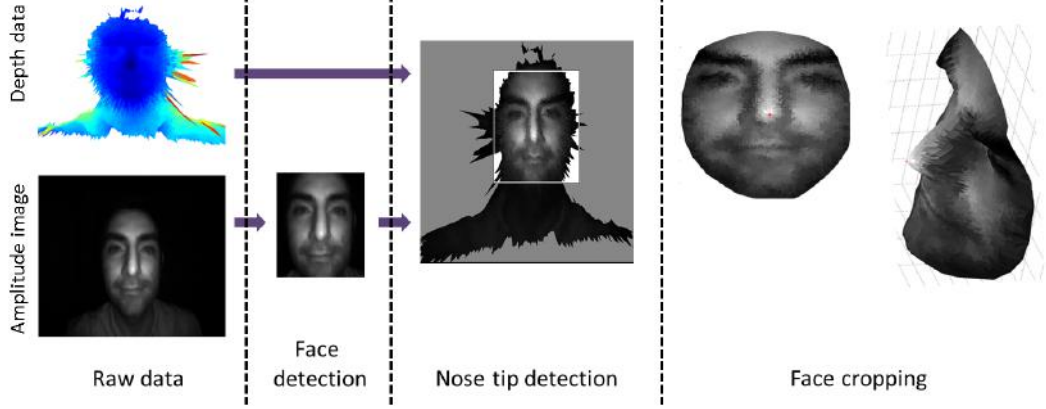 Depth data
Amplitude image
Raw data
Face
detection
Nose tip detection
Face cropping